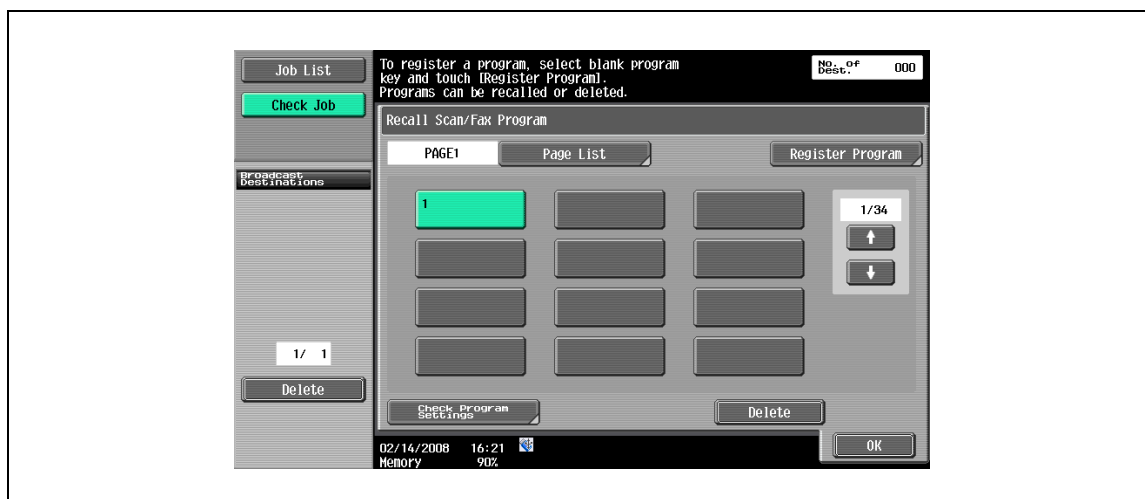 Job List
Check Job
Broadcast
Destinations
1/ 1
Delete
To register a program, select blank program
key and touch [Register Program].
Programs can be recalled or deleted.
No. of
Dest.
000
Recall Scan/Fax Program
PAGE1
Page List
Register Program
1
1/34
Check Program
Settings
Delete
02/14/2008 16:21
Memory 90%
OK